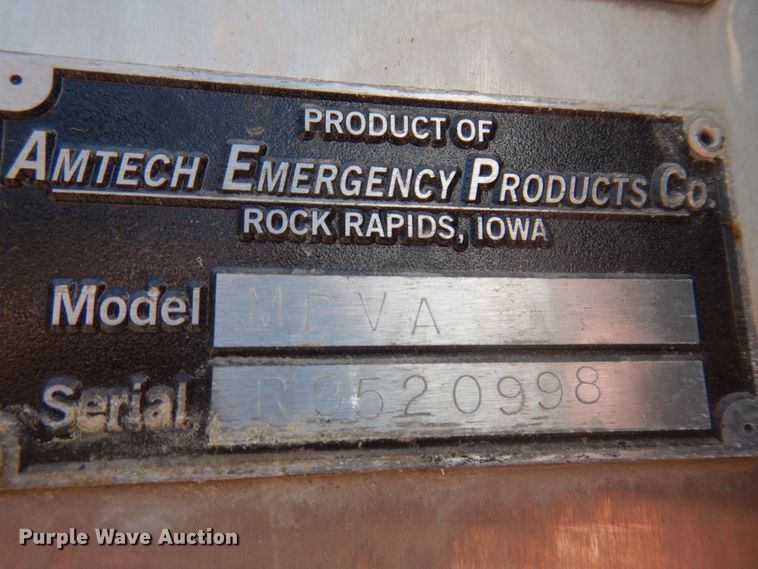 PRODUCT OF
AMTECH EMERGENCY PRODUCTS CO.
ROCK RAPIDS, IOWA
Model MPVA
Serial R9520998
Purple Wave Auction